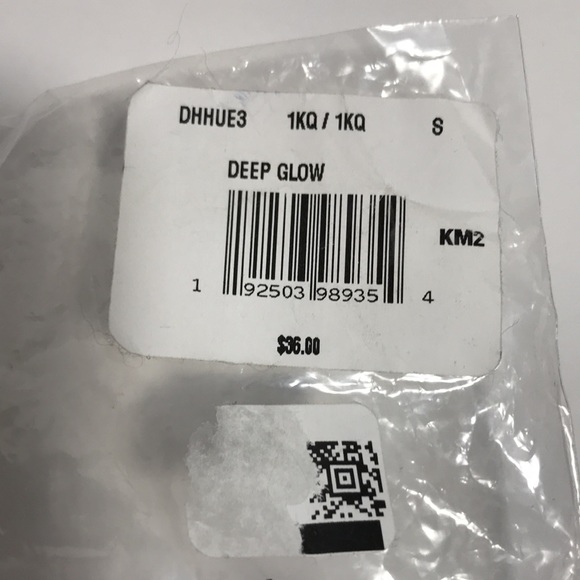 DHHUE3 1KQ / 1KQ S
DEEP GLOW
KM2
1 92503 98935 4
$36.00